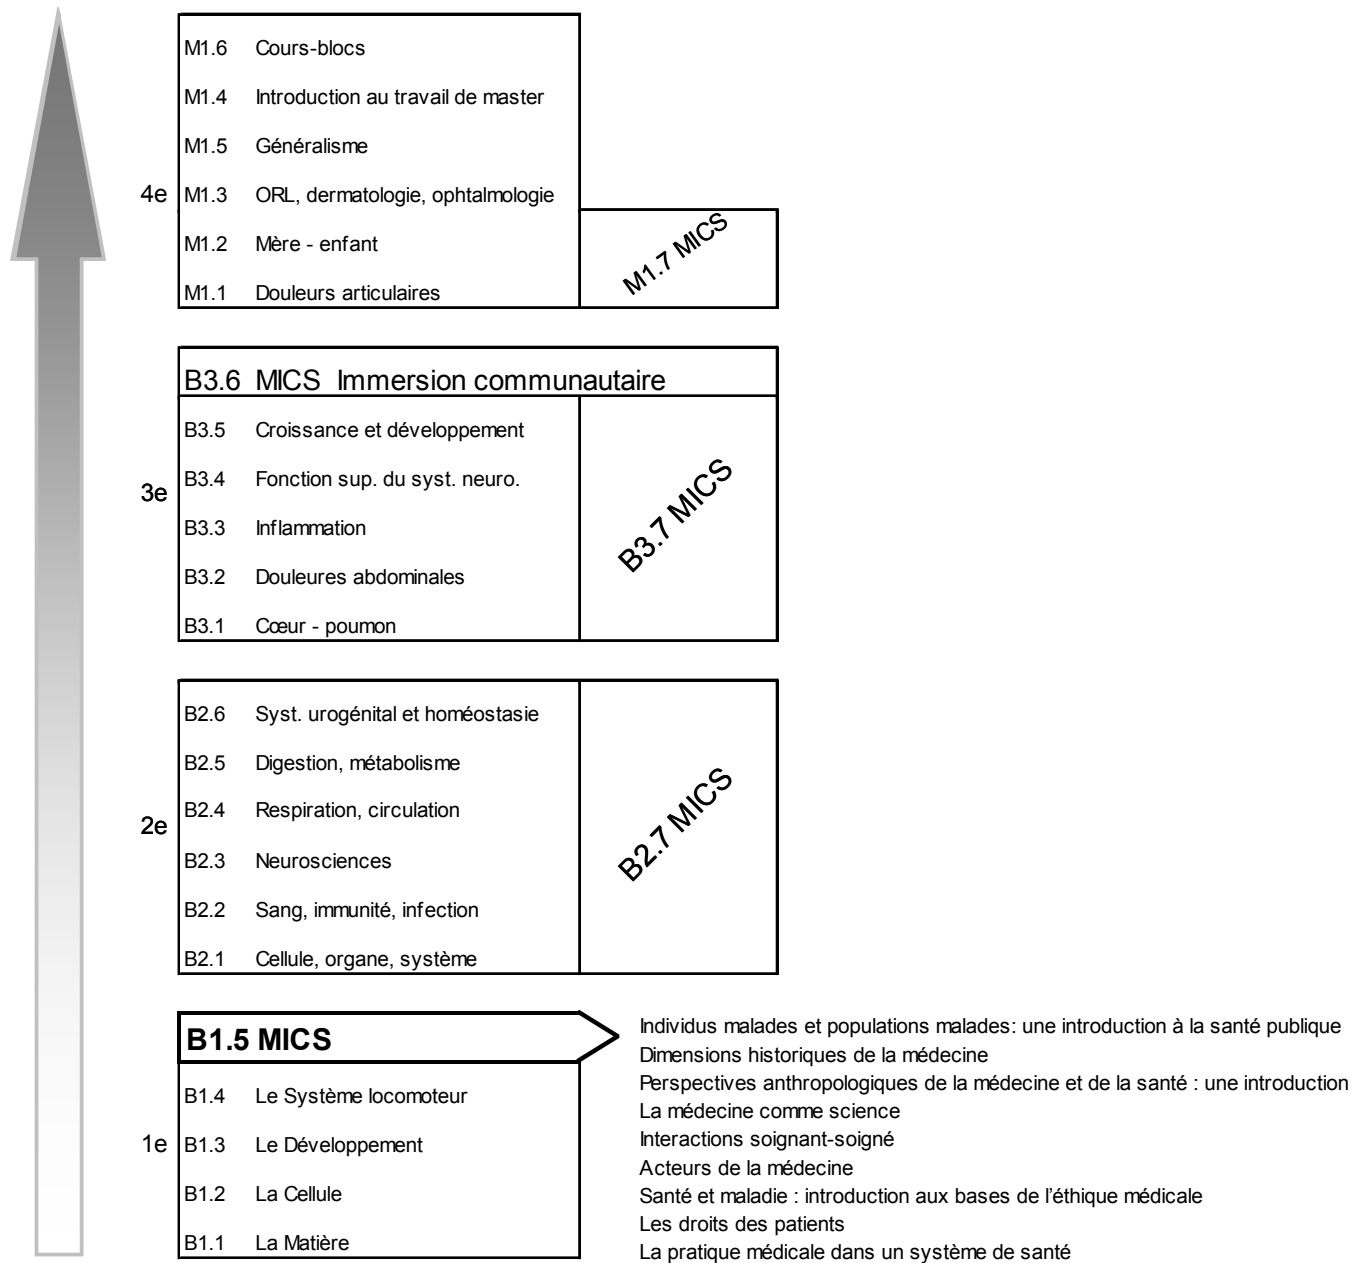 M1.6 Cours-blocs
M1.4 Introduction au travail de master
M1.5 Généralisme
4e M1.3 ORL, dermatologie, ophtalmologie
M1.2 Mère - enfant
M1.7 MICS
M1.1 Douleurs articulaires
B3.6 MICS Immersion communautaire
B3.5 Croissance et développement
3e B3.4 Fonction sup. du syst. neuro.
B3.3 Inflammation
B3.7 MICS
B3.2 Douleures abdominales
B3.1 Cœur - poumon
B2.6 Syst. urogénital et homéostasie
B2.5 Digestion, métabolisme
2e B2.4 Respiration, circulation
B2.7 MICS
B2.3 Neurosciences
B2.2 Sang, immunité, infection
B2.1 Cellule, organe, système
B1.5 MICS
B1.4 Le Système locomoteur
1e B1.3 Le Développement
B1.2 La Cellule
B1.1 La Matière
Individus malades et populations malades: une introduction à la santé publique
Dimensions historiques de la médecine
Perspectives anthropologiques de la médecine et de la santé : une introduction
La médecine comme science
Interactions soignant-soigné
Acteurs de la médecine
Santé et maladie : introduction aux bases de l’éthique médicale
Les droits des patients
La pratique médicale dans un système de santé